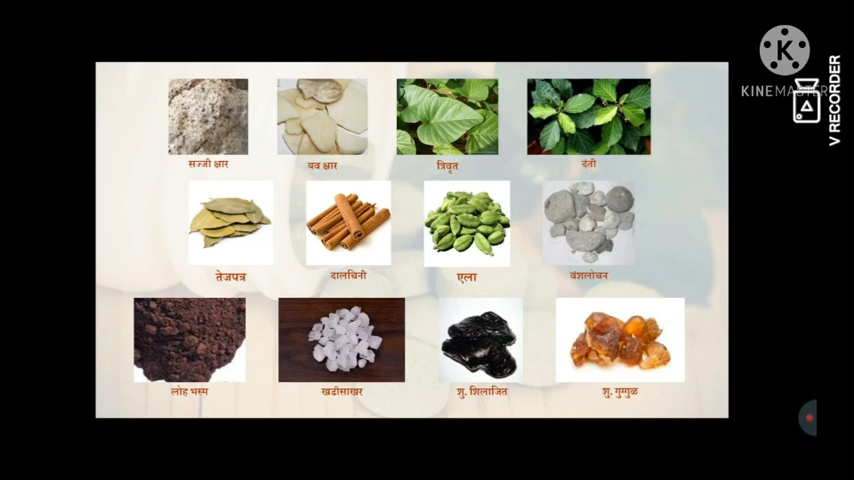 KINEMASTER
V RECORDER
सज्जी क्षार
यव क्षार
त्रिवृत
दंती
तेजपत्र
दालचिनी
एला
वंशलोचन
लोह भस्म
खडीसाखर
शु. शिलाजित
शु. गुग्गुळ